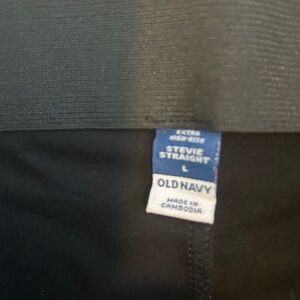 EXTRA
HIGH-RISE
STEVIE
STRAIGHT
L
OLD NAVY
MADE IN
CAMBODIA